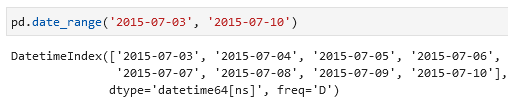 pd.date_range('2015-07-03', '2015-07-10')
DatetimeIndex(['2015-07-03', '2015-07-04', '2015-07-05', '2015-07-06',
'2015-07-07', '2015-07-08', '2015-07-09', '2015-07-10'],
dtype='datetime64[ns]', freq='D')